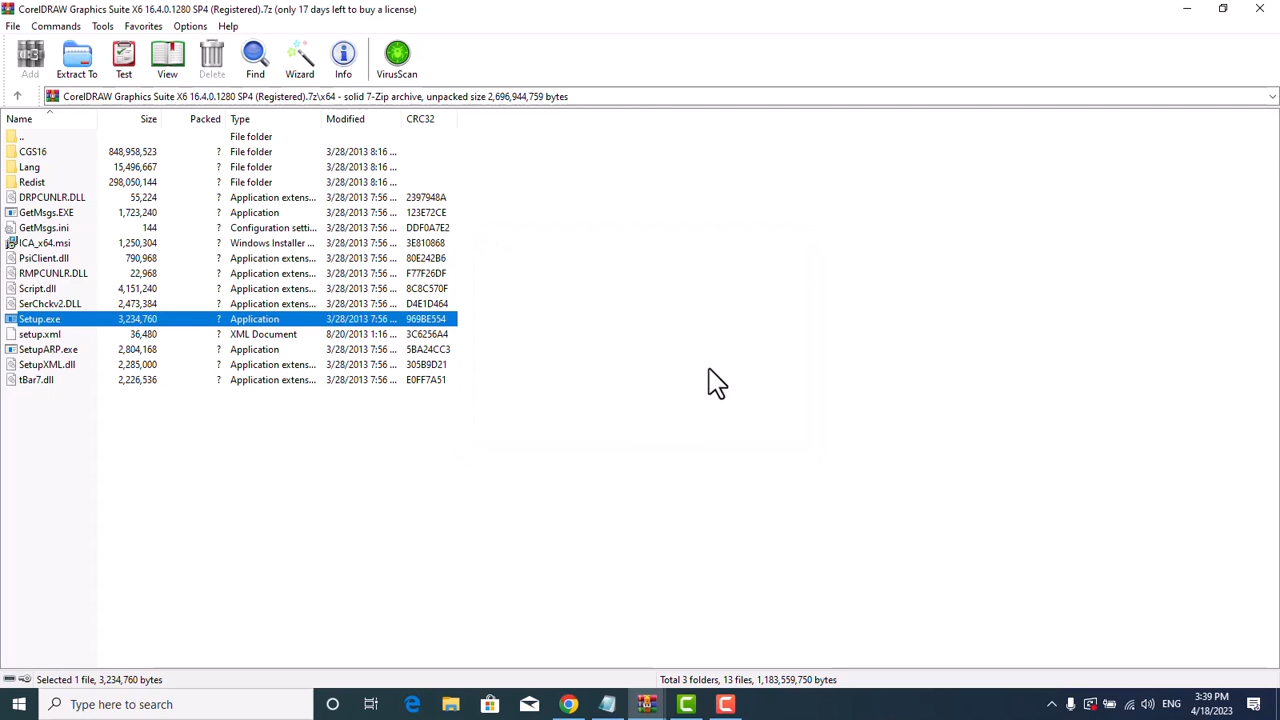 CorelDRAW Graphics Suite X6 16.4.0.1280 SP4 (Registered).7z (only 17 days left to buy a license)
File Commands Tools Favorites Options Help
Add Extract To Test View Delete Find Wizard Info VirusScan
CorelDRAW Graphics Suite X6 16.4.0.1280 SP4 (Registered).7z\x64 - solid 7-Zip archive, unpacked size 2,696,944,759 bytes
Name Size Packed Type Modified CRC32
.. File folder
CGS16 848,958,523 ? File folder 3/28/2013 8:16 ...
Lang 15,496,667 ? File folder 3/28/2013 8:16 ...
Redist 298,050,144 ? File folder 3/28/2013 8:16 ...
DRPCUNLR.DLL 55,224 ? Application extens... 3/28/2013 7:56 ... 2397948A
GetMsgs.EXE 1,723,240 ? Application 3/28/2013 7:56 ... 123E72CE
GetMsgs.ini 144 ? Configuration setti... 3/28/2013 7:56 ... DDF0A7E2
ICA_x64.msi 1,250,304 ? Windows Installer ... 3/28/2013 7:56 ... 3E810868
PsiClient.dll 790,968 ? Application extens... 3/28/2013 7:56 ... 80E242B6
RMPCUNLR.DLL 22,968 ? Application extens... 3/28/2013 7:56 ... F77F26DF
Script.dll 4,151,240 ? Application extens... 3/28/2013 7:56 ... 8C8C570F
SerChckv2.DLL 2,473,384 ? Application extens... 3/28/2013 7:56 ... D4E1D464
Setup.exe 3,234,760 ? Application 3/28/2013 7:56 ... 969BE554
setup.xml 36,480 ? XML Document 8/20/2013 1:16 ... 3C6256A4
SetupARP.exe 2,804,168 ? Application 3/28/2013 7:56 ... 5BA24CC3
SetupXML.dll 2,285,000 ? Application extens... 3/28/2013 7:56 ... 305B9D21
tBar7.dll 2,226,536 ? Application extens... 3/28/2013 7:56 ... E0FF7A51
Selected 1 file, 3,234,760 bytes Total 3 folders, 13 files, 1,183,559,750 bytes
Type here to search ENG 3:39 PM
4/18/2023